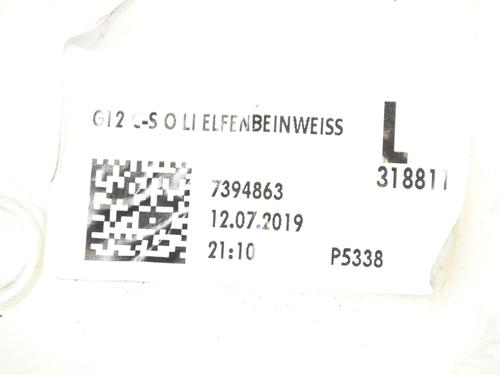 G12 C-S O LI ELFENBEINWEISS
L
318811
7394863
12.07.2019
21:10 P5338